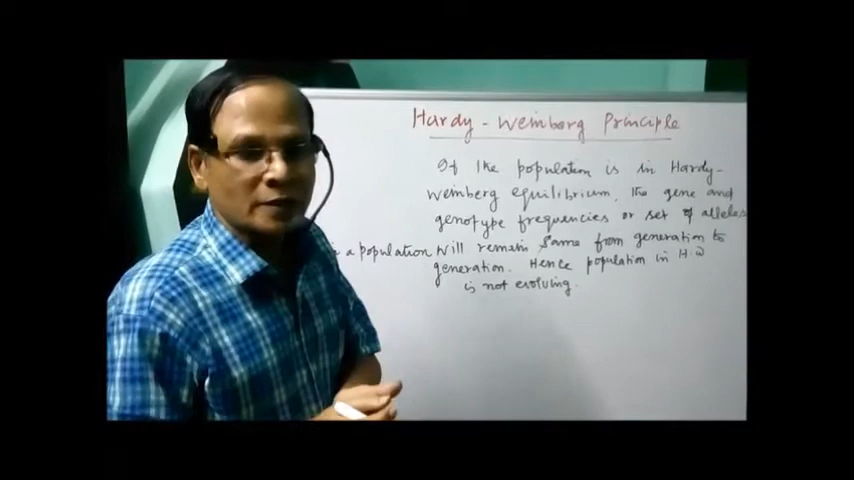 Hardy - Weinberg Principle
If the population is in Hardy-
Weinberg equilibrium, the gene and
genotype frequencies or set of alleles
a population will remain same from generation to
generation. Hence population in H.W
is not evolving.